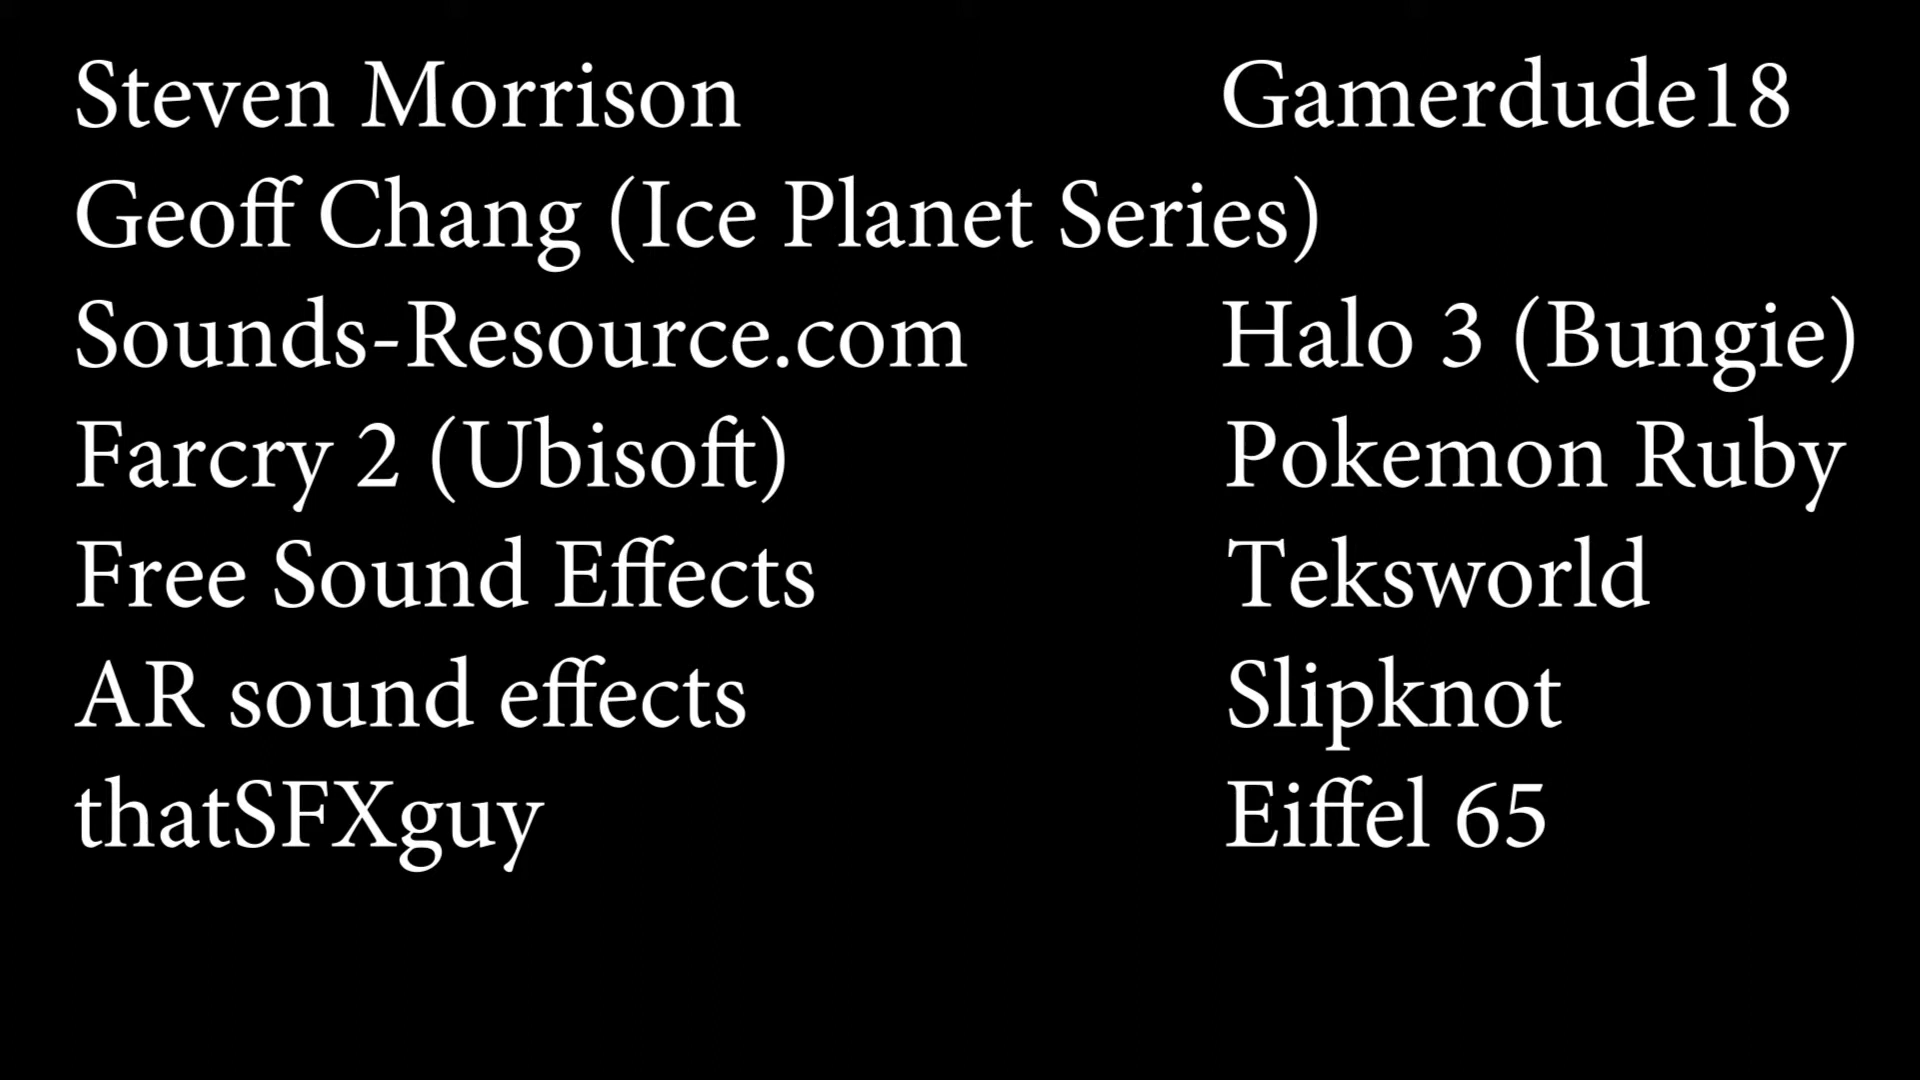 Steven Morrison Gamerdude18
Geoff Chang (Ice Planet Series)
Sounds-Resource.com Halo 3 (Bungie)
Farcry 2 (Ubisoft) Pokemon Ruby
Free Sound Effects Teksworld
AR sound effects Slipknot
thatSFXguy Eiffel 65